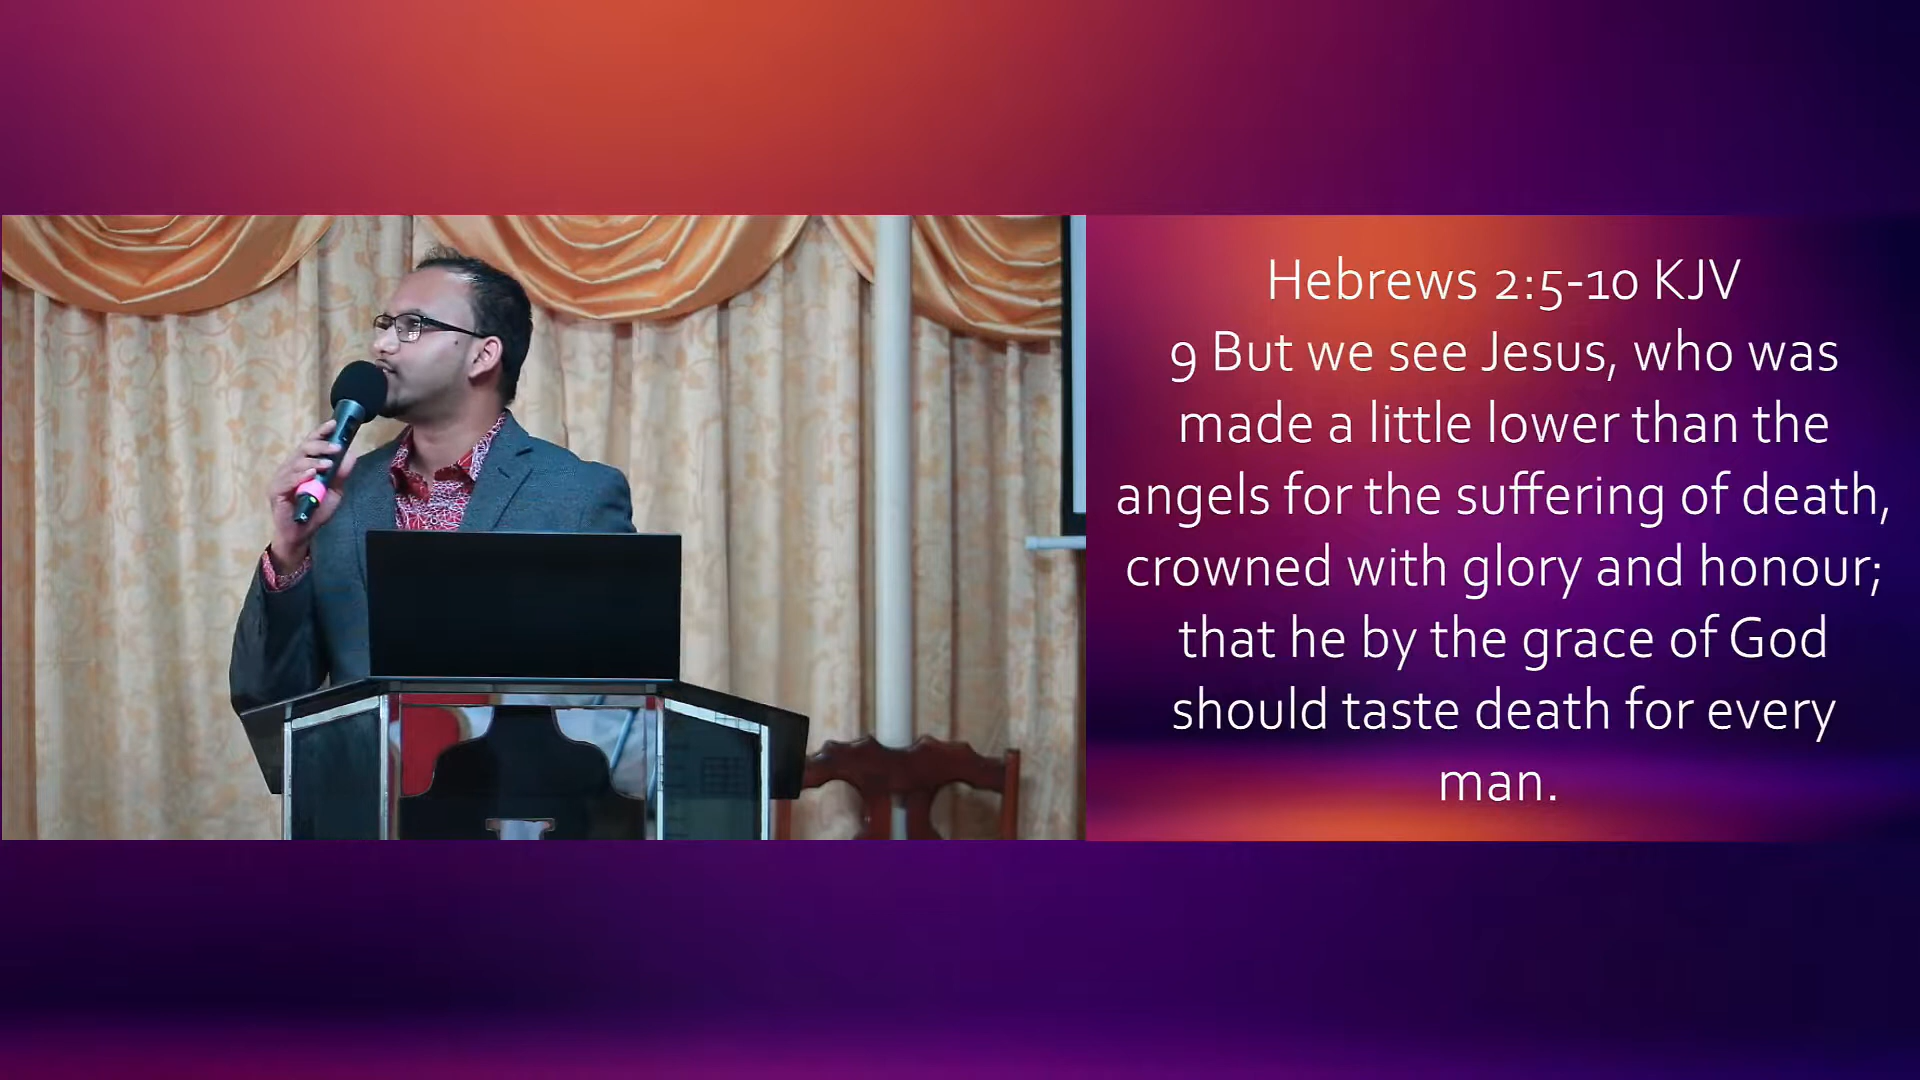 Hebrews 2:5-10 KJV
9 But we see Jesus, who was
made a little lower than the
angels for the suffering of death,
crowned with glory and honour;
that he by the grace of God
should taste death for every
man.